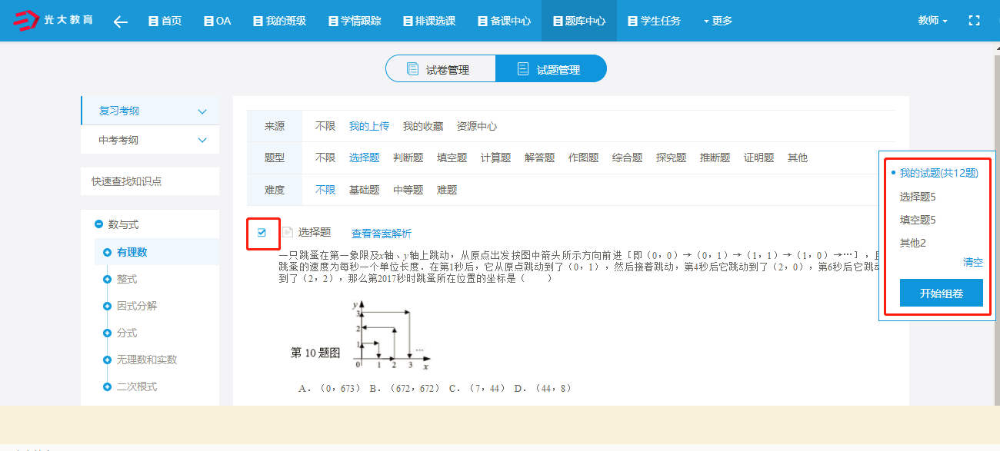 光大教育 首页 OA 我的班级 学情跟踪 排课选课 备课中心 题库中心 学生任务 更多 教师
试卷管理 试题管理
复习考纲
中考考纲
快速查找知识点
数与式
有理数
整式
因式分解
分式
无理数和实数
二次根式
来源 不限 我的上传 我的收藏 资源中心
题型 不限 选择题 判断题 填空题 计算题 解答题 作图题 综合题 探究题 推断题 证明题 其他
难度 不限 基础题 中等题 难题
选择题 查看答案解析
一只跳蚤在第一象限及x轴、y轴上跳动，从原点出发按图中箭头所示方向前进［即（0，0）→（0，1）→（1，1）→（1，0）→…］，
跳蚤的速度为每秒一个单位长度．在第1秒后，它从原点跳动到了（0，1），然后接着跳动，第4秒后它跳动到了（2，0），第6秒后它跳
到了（2，2），那么第2017秒时跳蚤所在位置的坐标是（　　）
y
3
2
1
0 1 2 3 x
…
第 10 题图
A．（0，673） B．（672，672） C．（7，44） D．（44，8）
我的试题(共12题)
选择题5
填空题5
其他2
清空
开始组卷